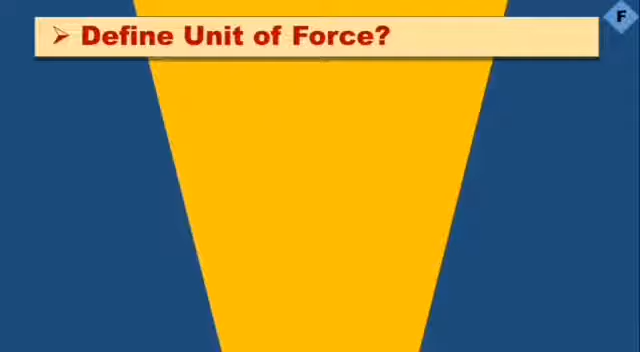 ➢ Define Unit of Force?
F